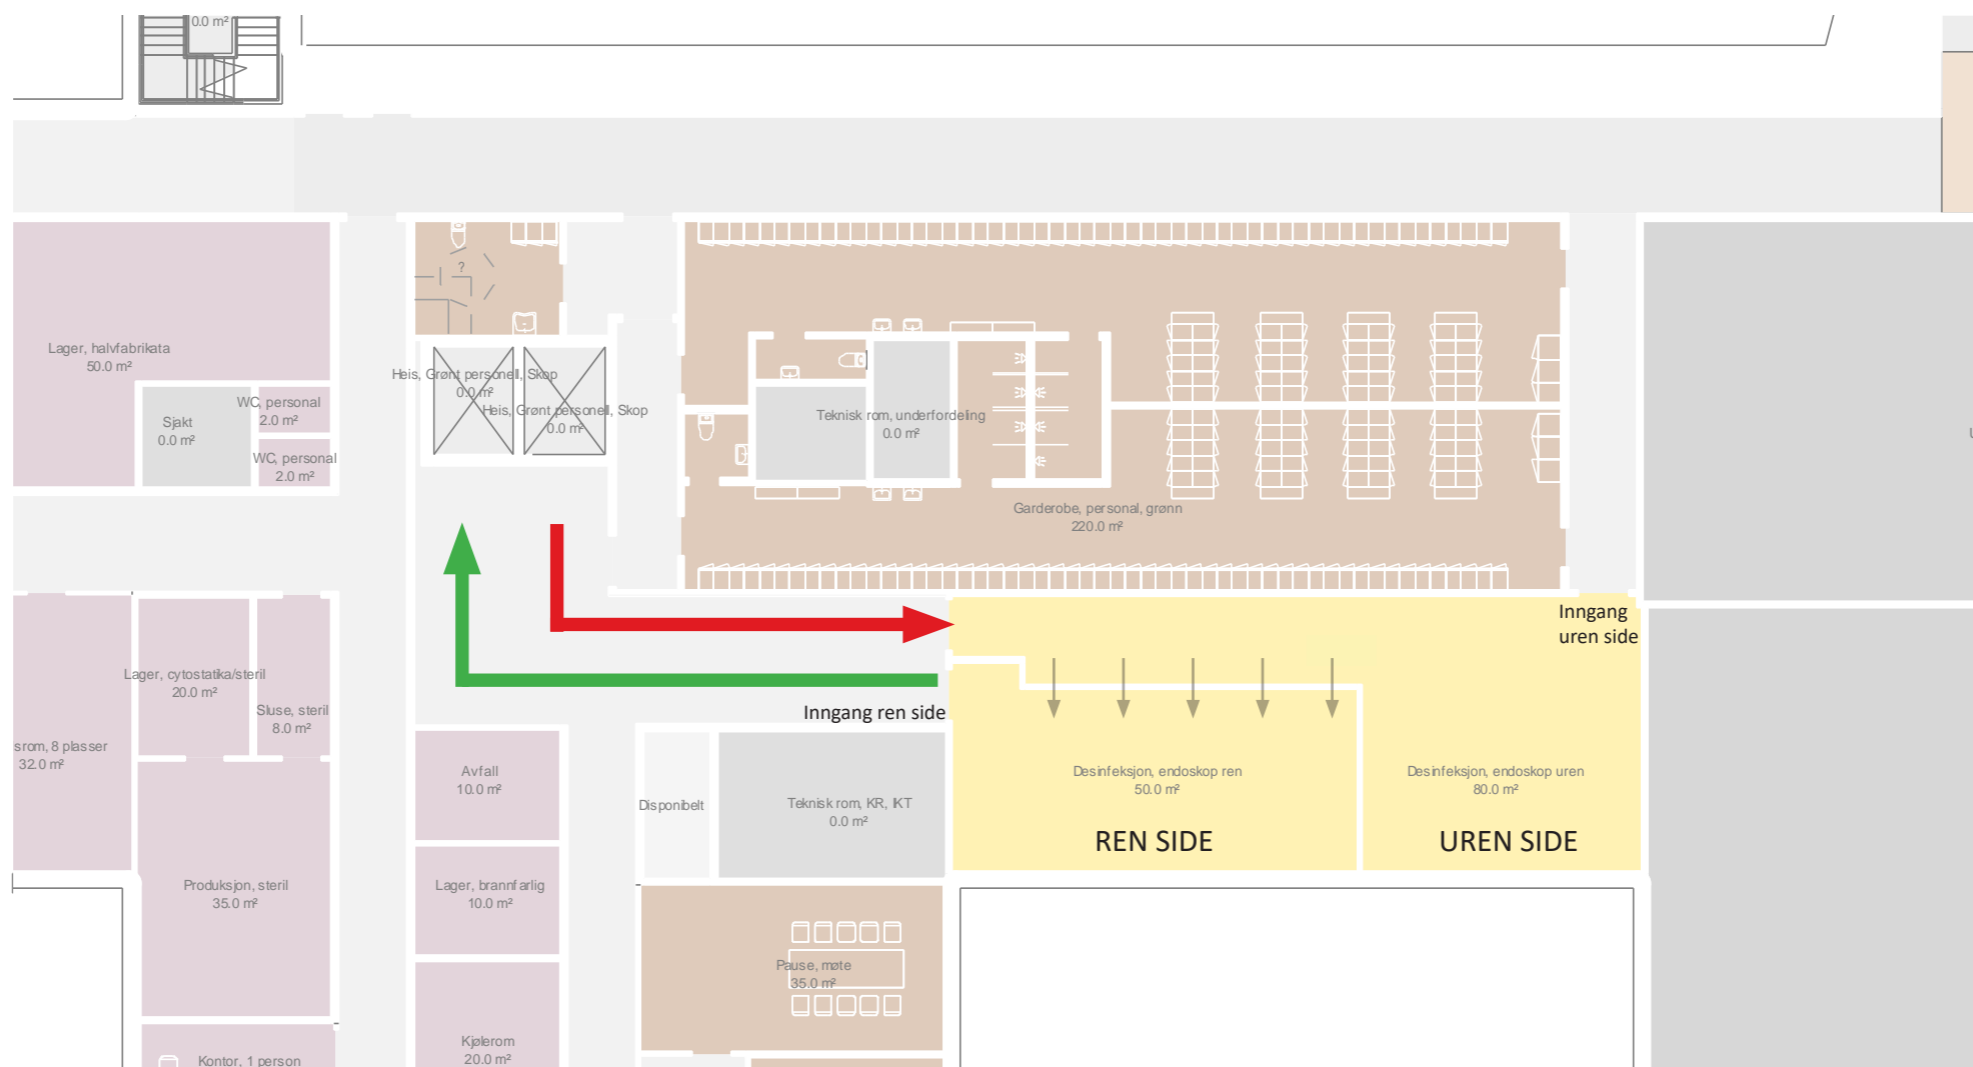 0.0 m²
?
Lager, halvfabrikata
50.0 m²
Heis, Grønt personell, Skop
0.0 m²
Heis, Grønt personell, Skop
0.0 m²
WC, personal
2.0 m²
Sjakt
0.0 m²
WC, personal
2.0 m²
Teknisk rom, underfordeling
0.0 m²
Garderobe, personal, grønn
220.0 m²
Inngang
uren side
Lager, cytostatika/steril
20.0 m²
Sluse, steril
8.0 m²
Inngang ren side
srom, 8 plasser
32.0 m²
Avfall
10.0 m²
Disponibelt
Teknisk rom, KR, IKT
0.0 m²
Desinfeksjon, endoskop ren
50.0 m²
Desinfeksjon, endoskop uren
80.0 m²
REN SIDE
UREN SIDE
Produksjon, steril
35.0 m²
Lager, brannfarlig
10.0 m²
Pause, møte
35.0 m²
Kjølerom
20.0 m²
Kontor, 1 person